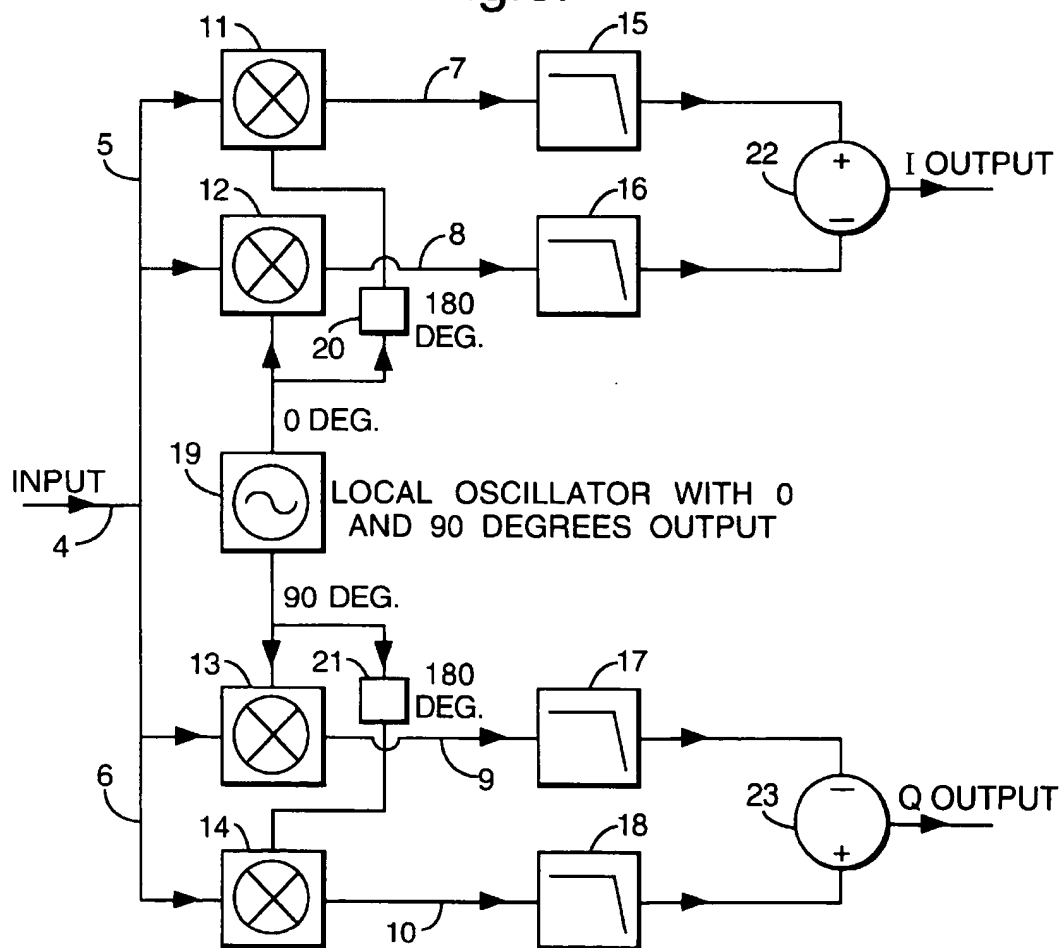 11
15
7
5
22
+
−
I OUTPUT
12
16
8
180
DEG.
20
0 DEG.
19
INPUT
4
LOCAL OSCILLATOR WITH 0
AND 90 DEGREES OUTPUT
90 DEG.
13
21
180
DEG.
17
9
6
23
−
+
Q OUTPUT
14
18
10